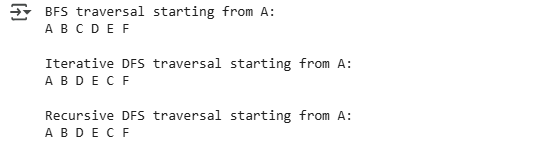 BFS traversal starting from A:
A B C D E F
Iterative DFS traversal starting from A:
A B D E C F
Recursive DFS traversal starting from A:
A B D E C F